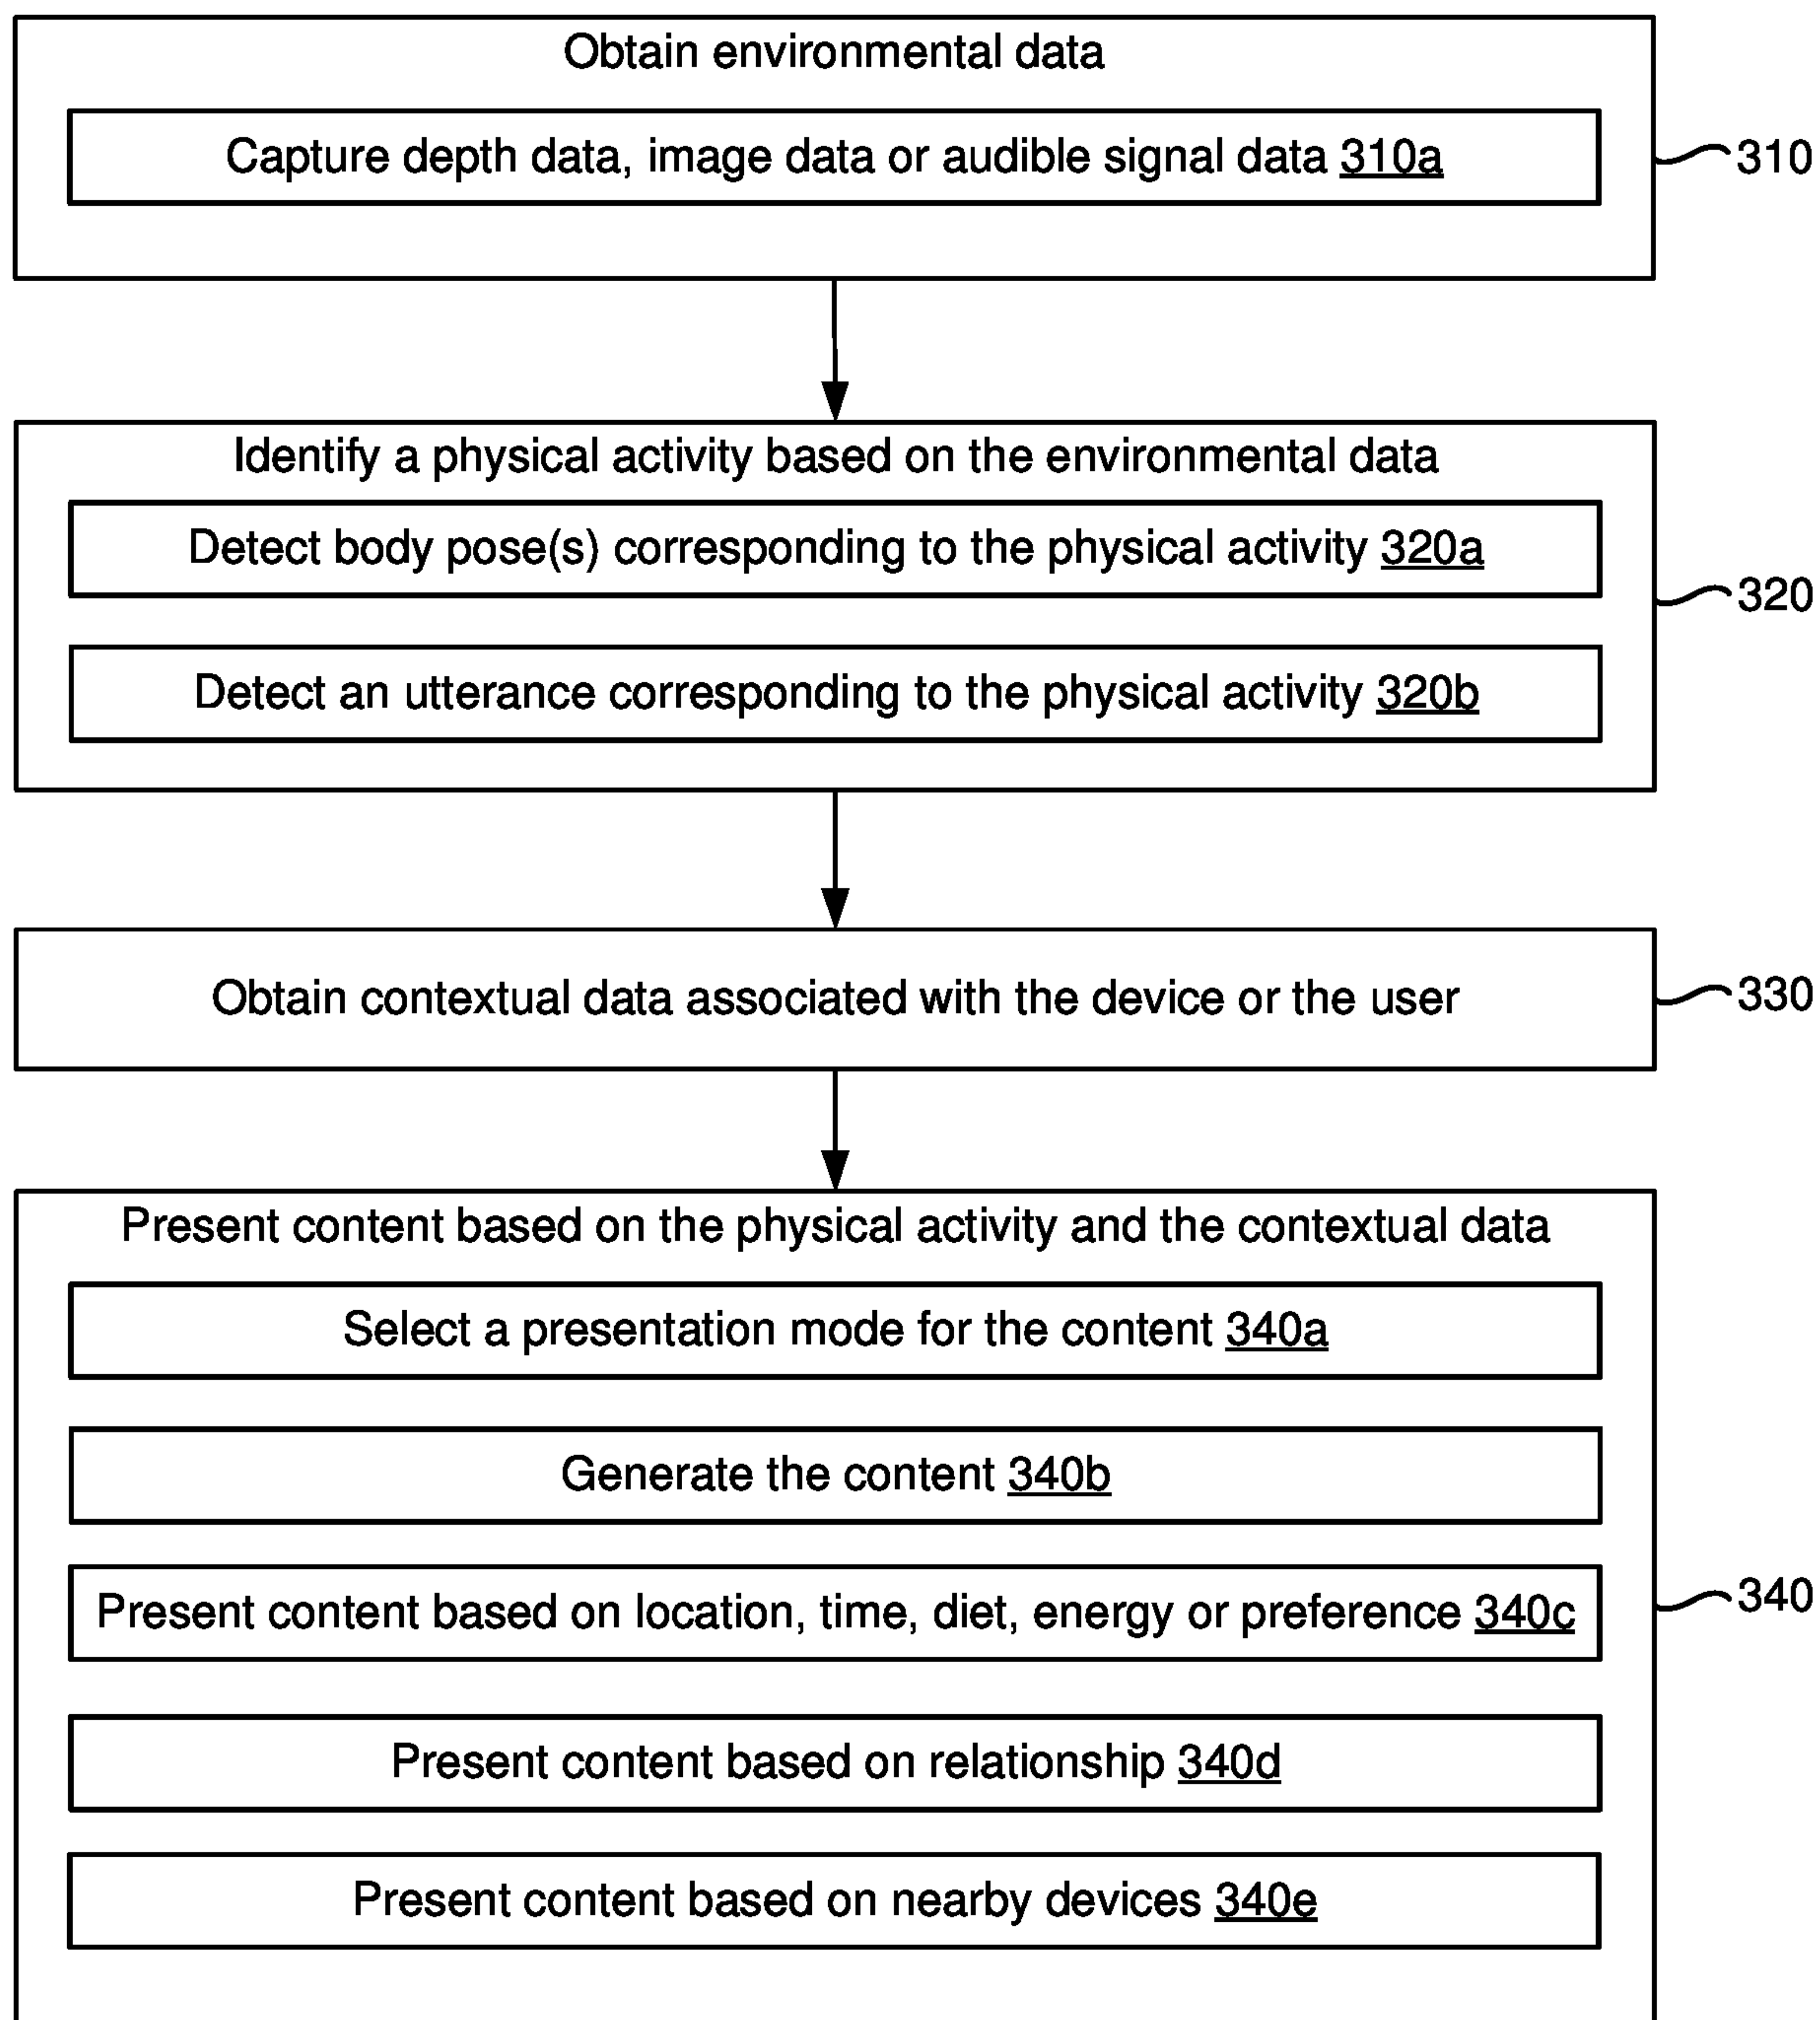 Obtain environmental data
Capture depth data, image data or audible signal data 310a
310
Identify a physical activity based on the environmental data
Detect body pose(s) corresponding to the physical activity 320a
320
Detect an utterance corresponding to the physical activity 320b
Obtain contextual data associated with the device or the user
330
Present content based on the physical activity and the contextual data
Select a presentation mode for the content 340a
Generate the content 340b
Present content based on location, time, diet, energy or preference 340c
340
Present content based on relationship 340d
Present content based on nearby devices 340e